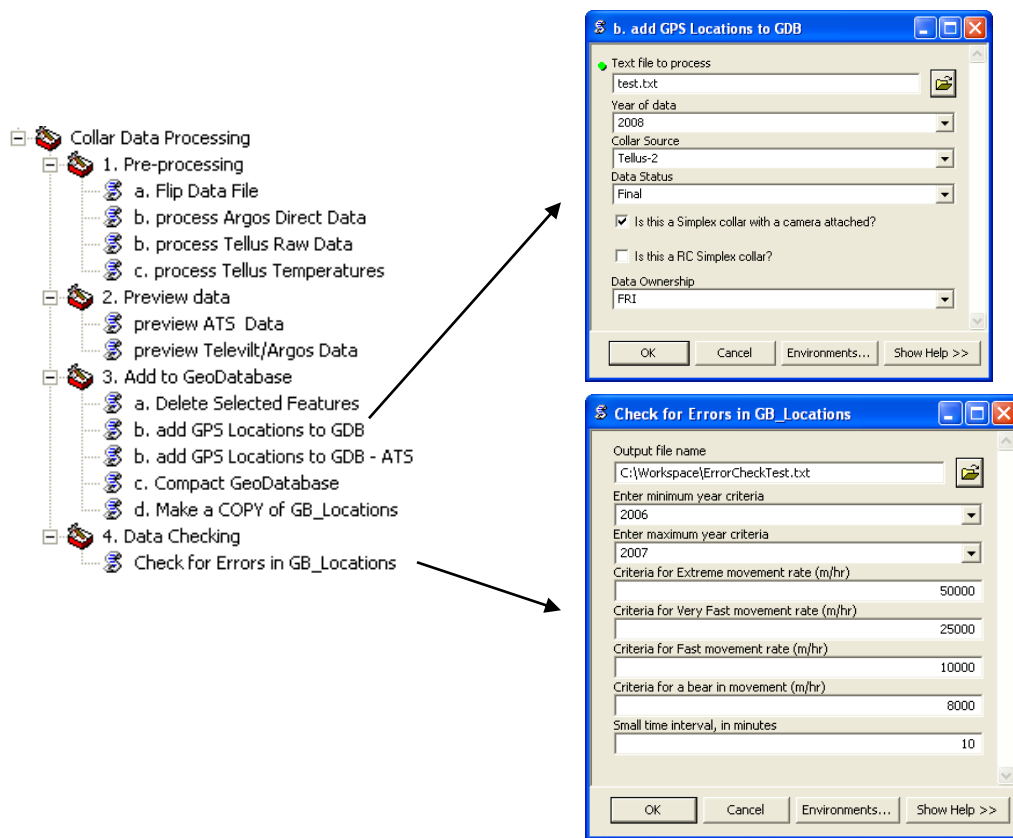 Collar Data Processing
1. Pre-processing
a. Flip Data File
b. process Argos Direct Data
b. process Tellus Raw Data
c. process Tellus Temperatures
2. Preview data
preview ATS  Data
preview Televilt/Argos Data
3. Add to GeoDatabase
a. Delete Selected Features
b. add GPS Locations to GDB
b. add GPS Locations to GDB - ATS
c. Compact GeoDatabase
d. Make a COPY of GB_Locations
4. Data Checking
Check for Errors in GB_Locations
b. add GPS Locations to GDB
Text file to process
test.txt
Year of data
2008
Collar Source
Tellus-2
Data Status
Final
Is this a Simplex collar with a camera attached?
Is this a RC Simplex collar?
Data Ownership
FRI
OK Cancel Environments... Show Help >>
Check for Errors in GB_Locations
Output file name
C:\Workspace\ErrorCheckTest.txt
Enter minimum year criteria
2006
Enter maximum year criteria
2007
Criteria for Extreme movement rate (m/hr)
50000
Criteria for Very Fast movement rate (m/hr)
25000
Criteria for Fast movement rate (m/hr)
10000
Criteria for a bear in movement (m/hr)
8000
Small time interval, in minutes
10
OK Cancel Environments... Show Help >>